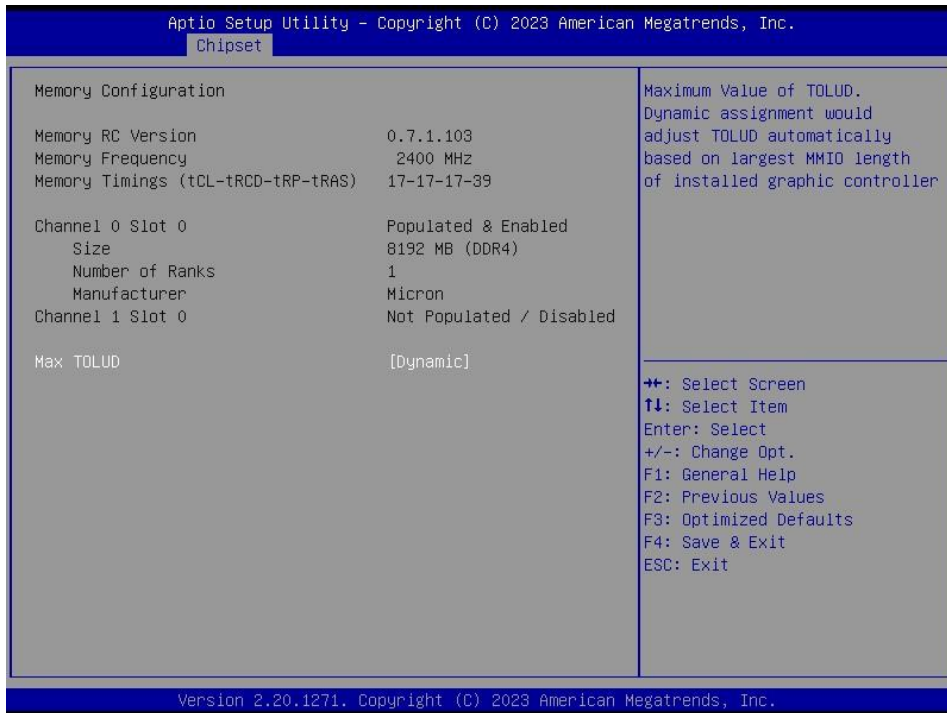 Aptio Setup Utility – Copyright (C) 2023 American Megatrends, Inc.
Chipset
Memory Configuration
Memory RC Version 0.7.1.103
Memory Frequency 2400 MHz
Memory Timings (tCL-tRCD-tRP-tRAS) 17-17-17-39
Channel 0 Slot 0 Populated & Enabled
Size 8192 MB (DDR4)
Number of Ranks 1
Manufacturer Micron
Channel 1 Slot 0 Not Populated / Disabled
Max TOLUD [Dynamic]
Maximum Value of TOLUD.
Dynamic assignment would
adjust TOLUD automatically
based on largest MMIO length
of installed graphic controller
→←: Select Screen
↑↓: Select Item
Enter: Select
+/-: Change Opt.
F1: General Help
F2: Previous Values
F3: Optimized Defaults
F4: Save & Exit
ESC: Exit
Version 2.20.1271. Copyright (C) 2023 American Megatrends, Inc.